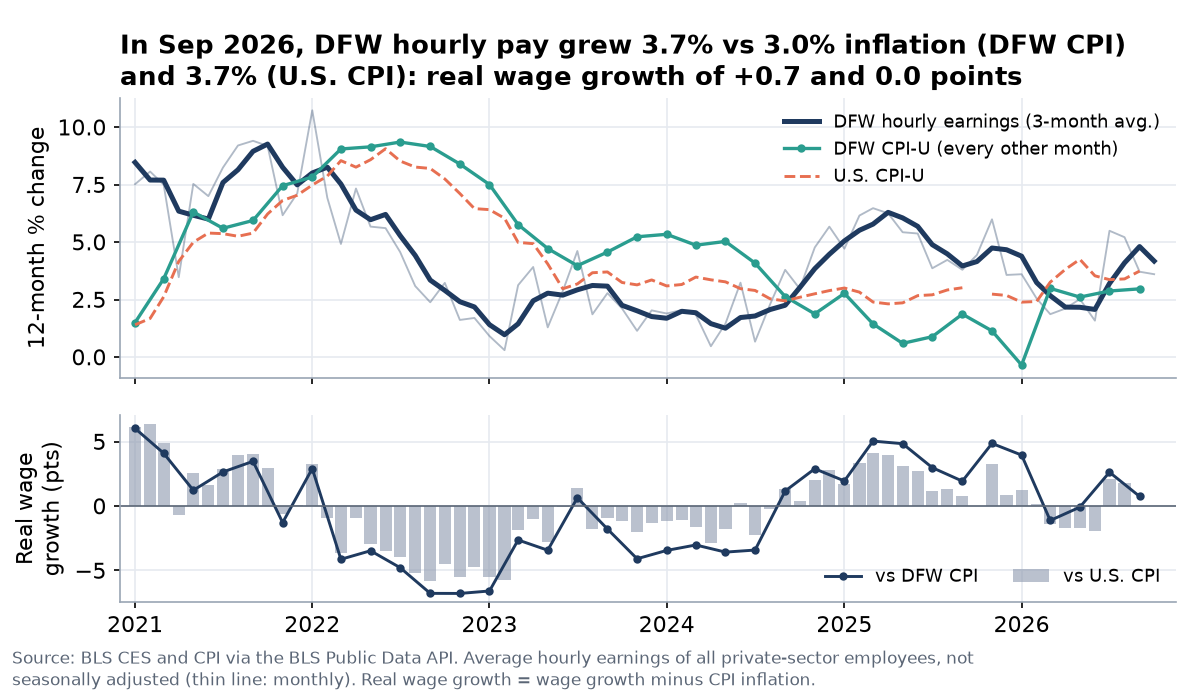 In Sep 2026, DFW hourly pay grew 3.7% vs 3.0% inflation (DFW CPI)
and 3.7% (U.S. CPI): real wage growth of +0.7 and 0.0 points
12-month % change
10.0
7.5
5.0
2.5
0.0
DFW hourly earnings (3-month avg.)
DFW CPI-U (every other month)
U.S. CPI-U
Real wage
growth (pts)
5
0
−5
vs DFW CPI
vs U.S. CPI
2021
2022
2023
2024
2025
2026
Source: BLS CES and CPI via the BLS Public Data API. Average hourly earnings of all private-sector employees, not
seasonally adjusted (thin line: monthly). Real wage growth = wage growth minus CPI inflation.